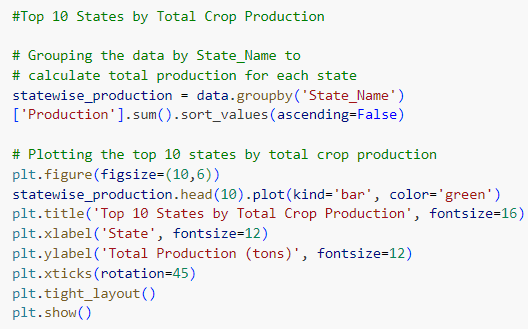 #Top 10 States by Total Crop Production
# Grouping the data by State_Name to
# calculate total production for each state
statewise_production = data.groupby('State_Name')
['Production'].sum().sort_values(ascending=False)
# Plotting the top 10 states by total crop production
plt.figure(figsize=(10,6))
statewise_production.head(10).plot(kind='bar', color='green')
plt.title('Top 10 States by Total Crop Production', fontsize=16)
plt.xlabel('State', fontsize=12)
plt.ylabel('Total Production (tons)', fontsize=12)
plt.xticks(rotation=45)
plt.tight_layout()
plt.show()